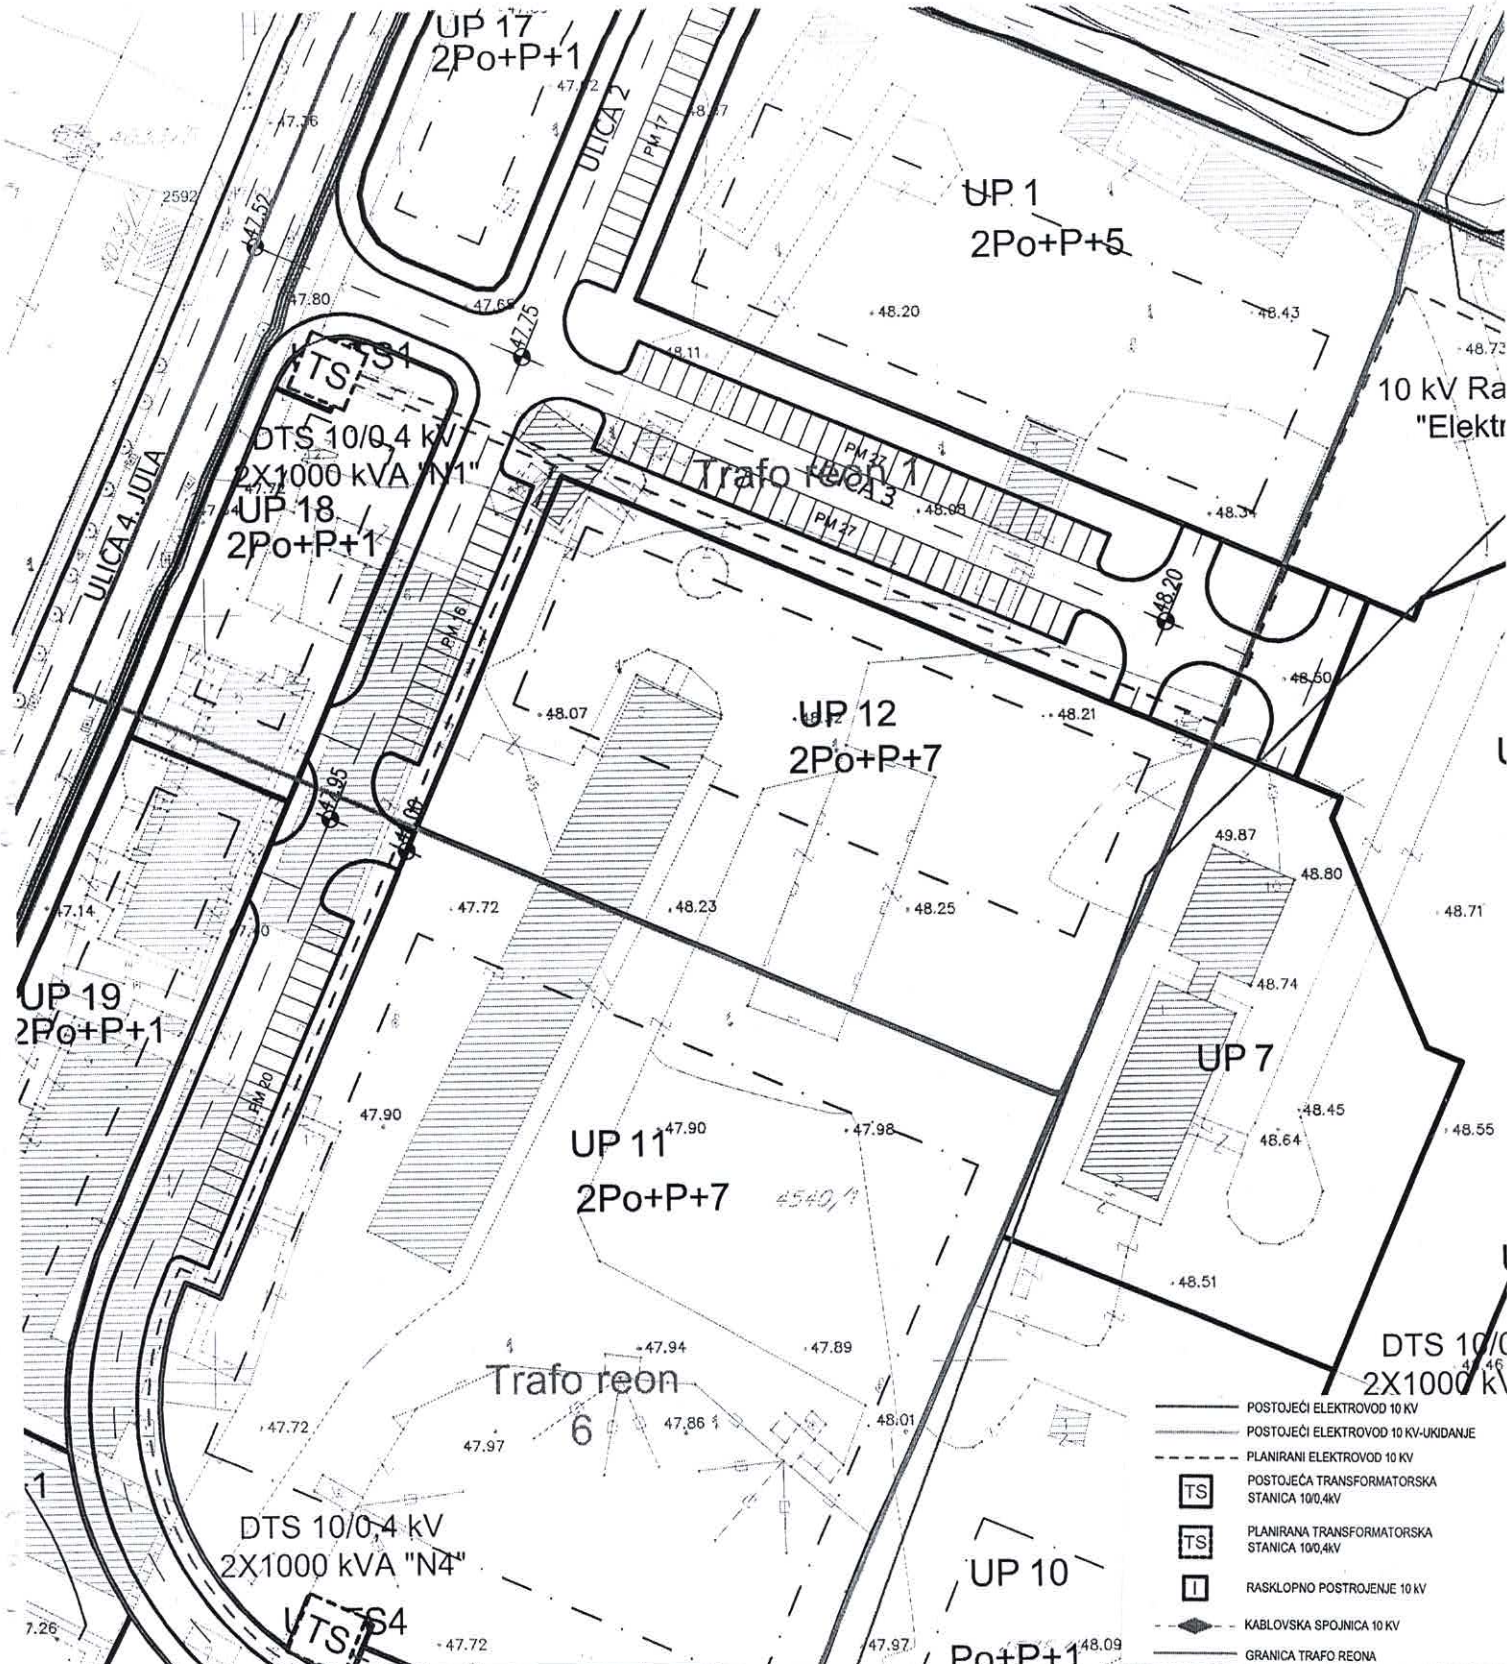 UP 17
2Po+P+1
47.36
ULICA 2
PM 17
2592
47.52
UP 1
2Po+P+5
47.80
47.75
48.20
48.43
48.11
48.73
TS
10 kV Ra
"Elektr
DTS 10/0,4 kV
2X1000 kVA "N1"
UP 18
2Po+P+1
ULICA 4. JULA
Trafo reon 1
PM 27
PM 27
48.08
48.34
48.20
PM 16
48.50
48.07
UP 12
2Po+P+7
48.21
47.95
49.87
48.80
47.14
47.72
48.23
48.25
48.71
48.74
UP 19
2Po+P+1
UP 7
PM 20
47.90
UP 11
47.90
47.98
48.45
48.64
48.55
2Po+P+7
4540/1
48.51
47.94
47.89
Trafo reon
6
DTS 10/0
2X1000 kV
47.72
47.97
47.86
48.01
1
DTS 10/0,4 kV
2X1000 kVA "N4"
TS
7.26
47.72
47.97
UP 10
Po+P+1
48.09
POSTOJEĆI ELEKTROVOD 10 KV
POSTOJEĆI ELEKTROVOD 10 KV-UKIDANJE
PLANIRANI ELEKTROVOD 10 KV
TS
POSTOJEĆA TRANSFORMATORSKA
STANICA 10/0,4kV
TS
PLANIRANA TRANSFORMATORSKA
STANICA 10/0,4kV
RASKLOPNO POSTROJENJE 10 kV
KABLOVSKA SPOJNICA 10 KV
GRANICA TRAFO REONA